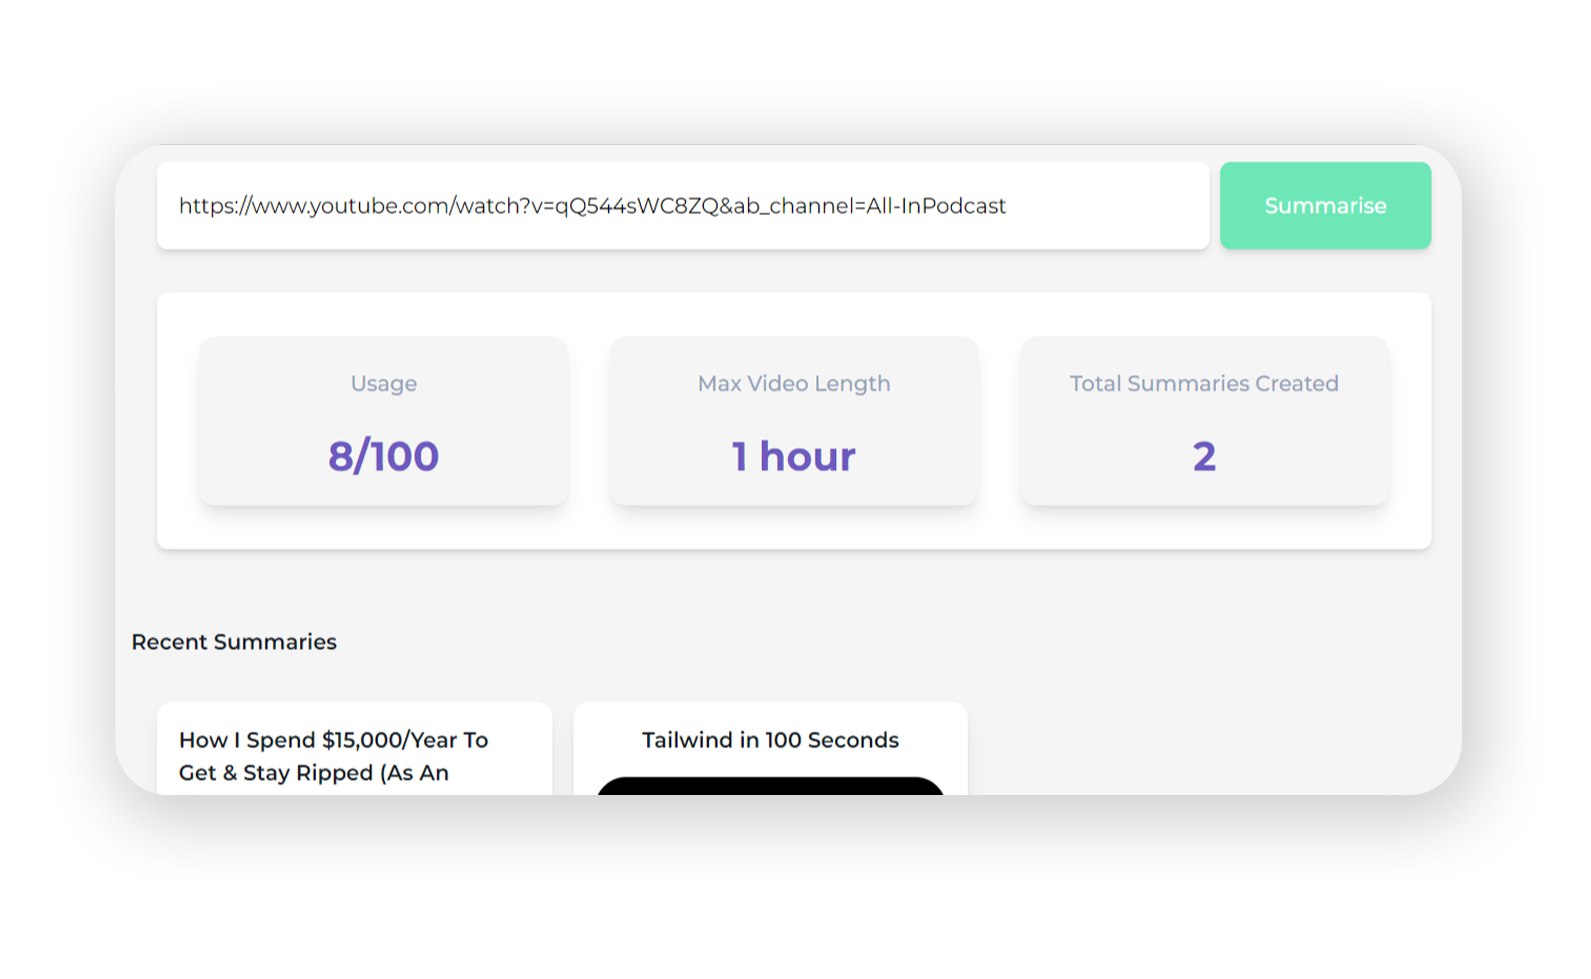 https://www.youtube.com/watch?v=qQ544sWC8ZQ&ab_channel=All-InPodcast
Summarise
Usage
8/100
Max Video Length
1 hour
Total Summaries Created
2
Recent Summaries
How I Spend $15,000/Year To
Get & Stay Ripped (As An
Tailwind in 100 Seconds